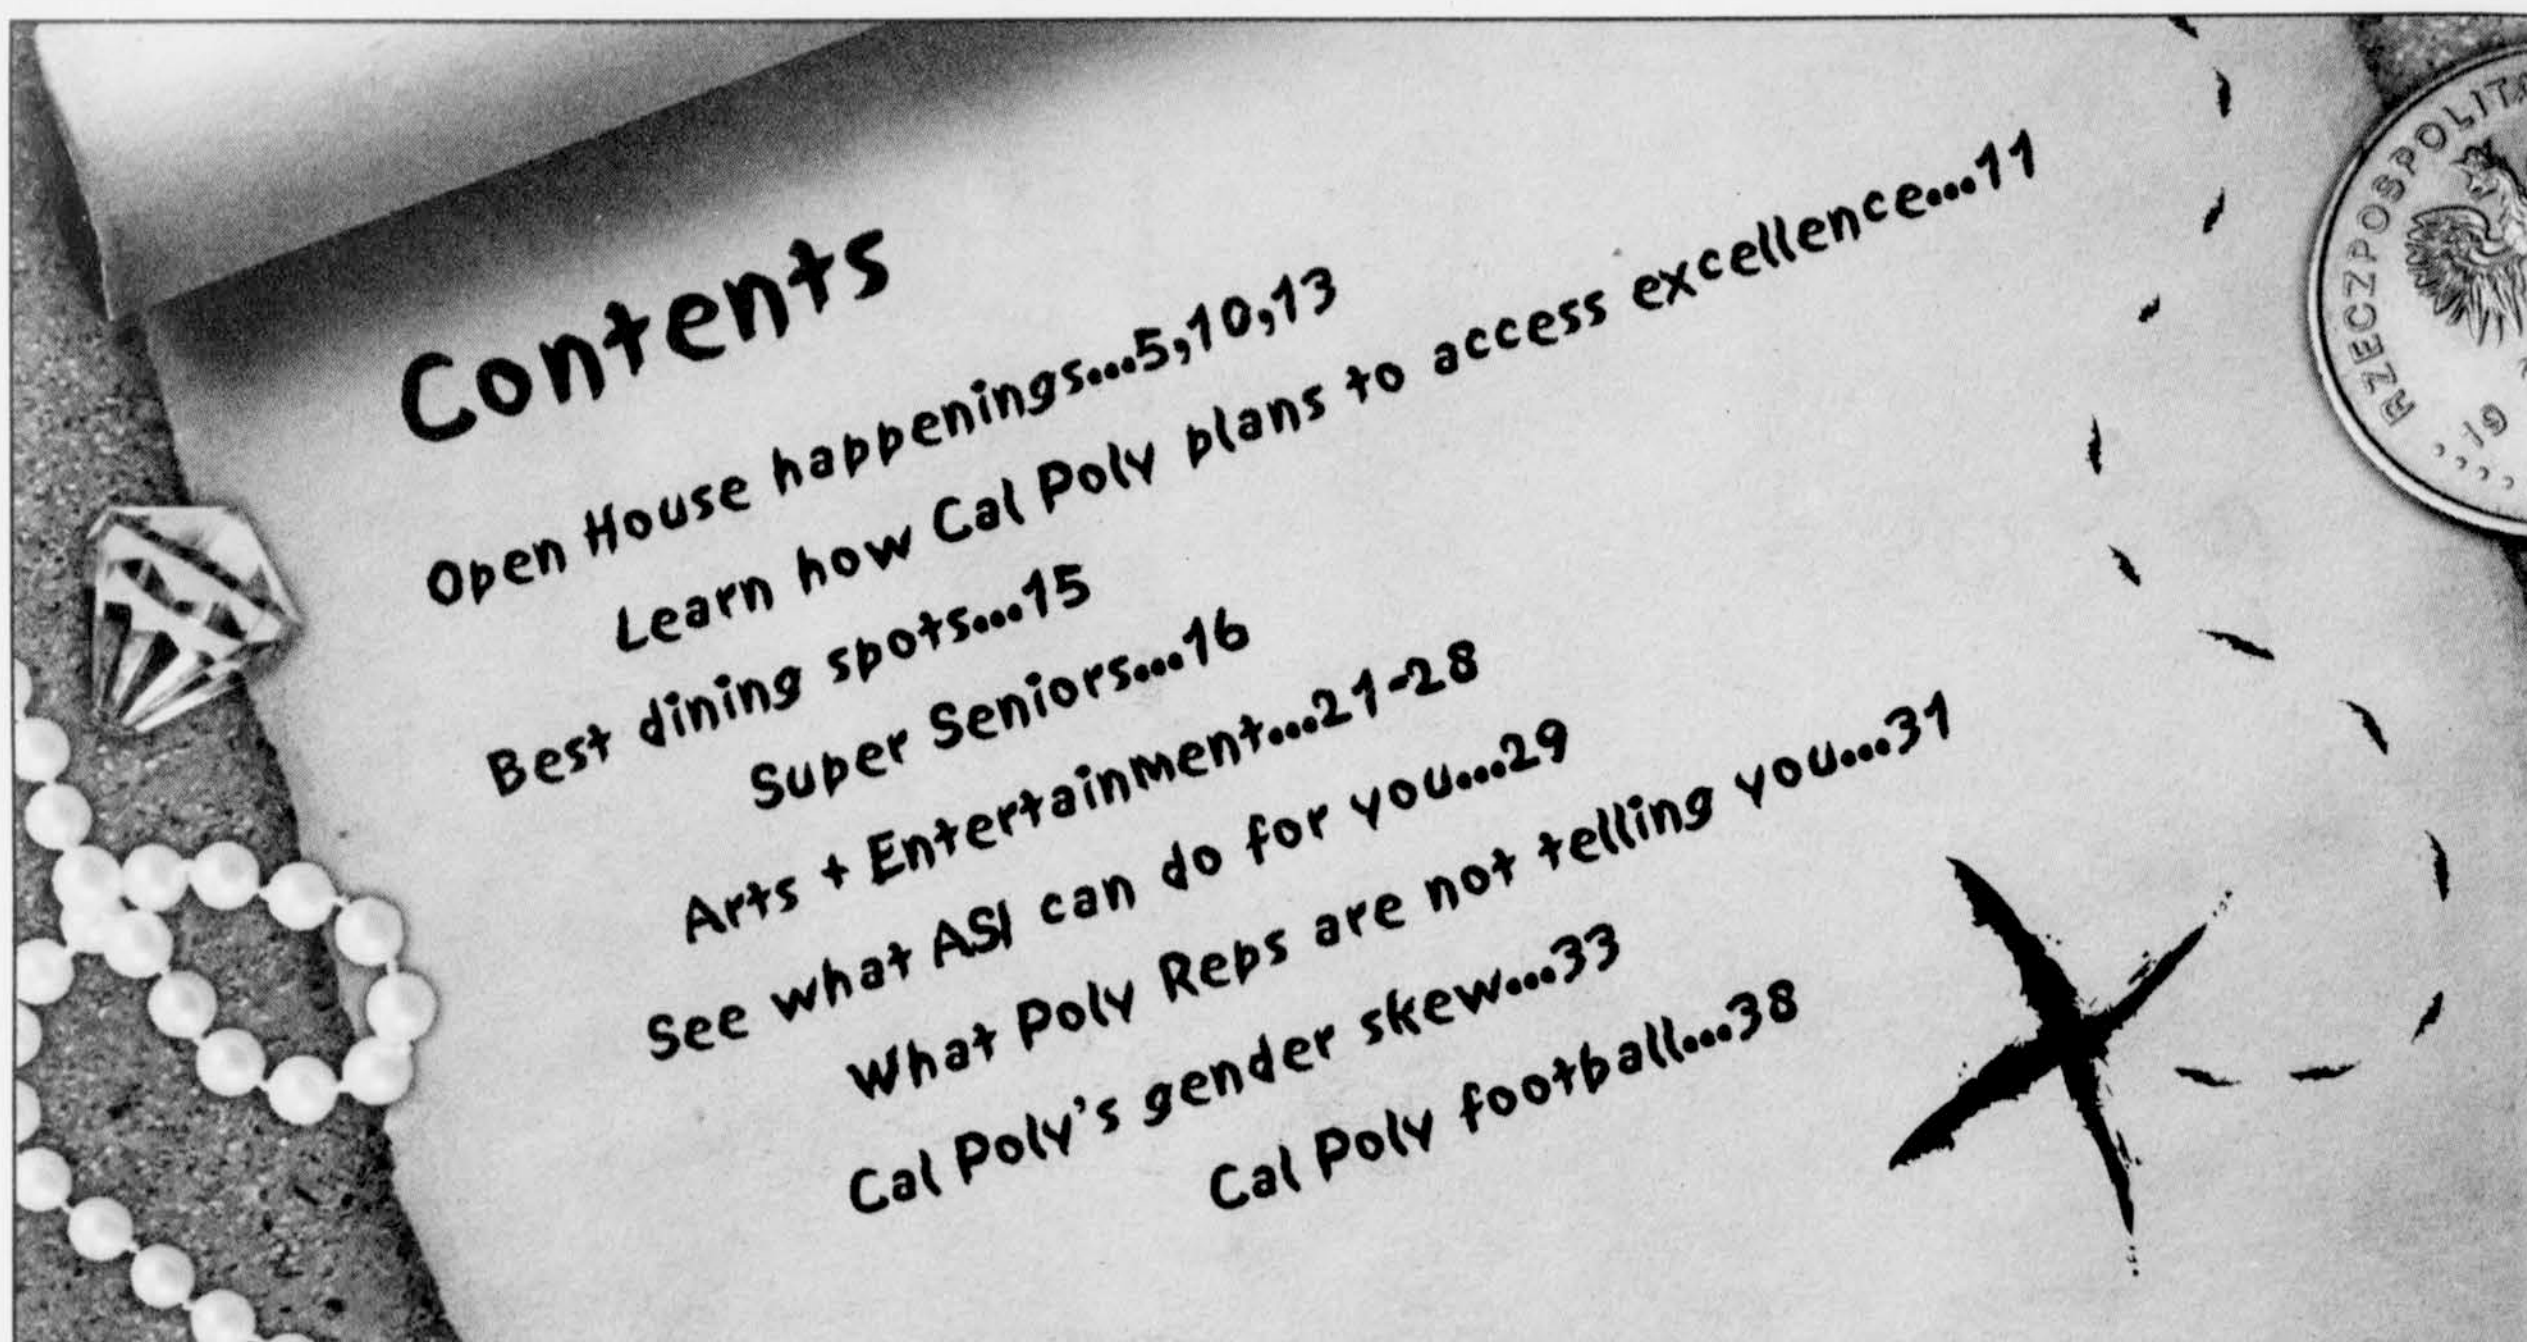 Contents
Open House happenings...5,10,13
Learn how Cal Poly plans to access excellence...11
Best dining spots...15
Super Seniors...16
Arts + Entertainment...21-28
See what ASI can do for you...29
What Poly Reps are not telling you...31
Cal Poly's gender skew...33
Cal Poly football...38
RZECZPOSPOLIT
19